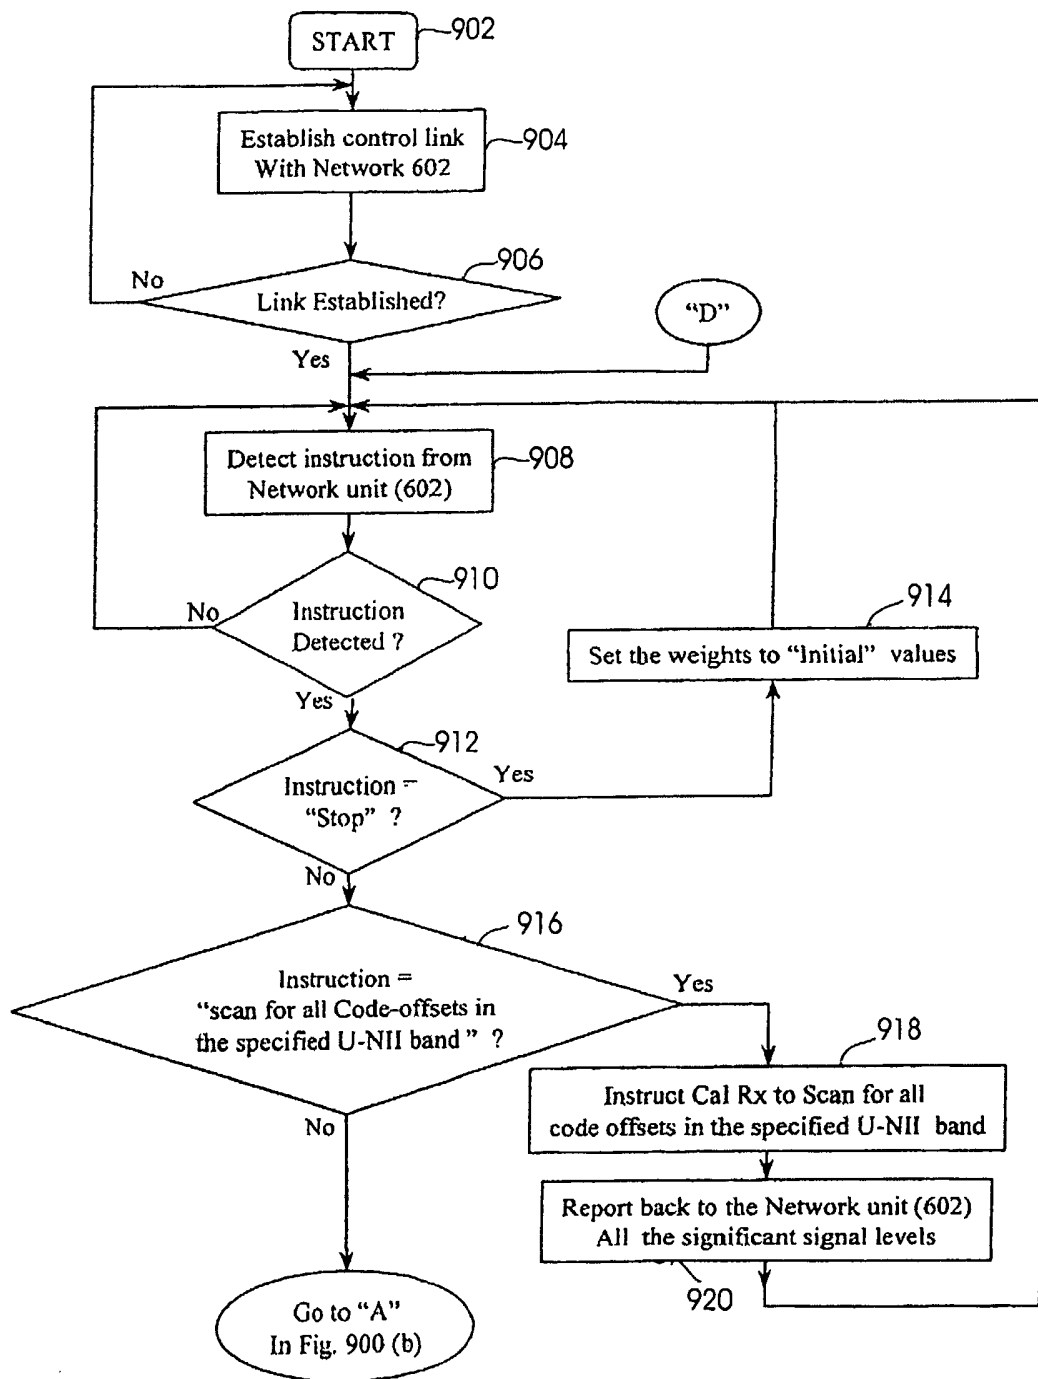 START
902
Establish control link
With Network 602
904
906
No
Link Established?
Yes
"D"
Detect instruction from
Network unit (602)
908
910
No
Instruction
Detected ?
Yes
914
Set the weights to "Initial" values
912
Instruction =
"Stop" ?
Yes
No
916
Instruction =
"scan for all Code-offsets in
the specified U-NII band" ?
Yes
No
918
Instruct Cal Rx to Scan for all
code offsets in the specified U-NII band
Report back to the Network unit (602)
All the significant signal levels
920
Go to "A"
In Fig. 900 (b)